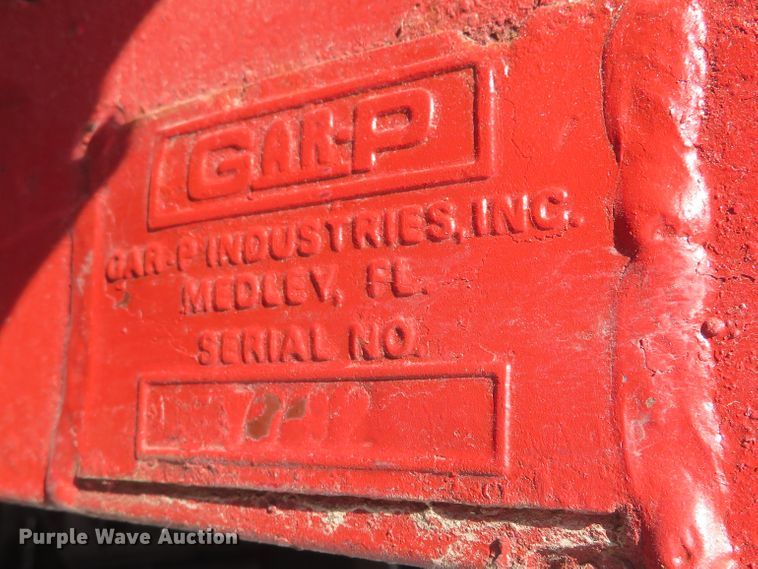 GAR-P
GAR-P INDUSTRIES, INC.
MEDLEY, FL.
SERIAL NO.
Purple Wave Auction